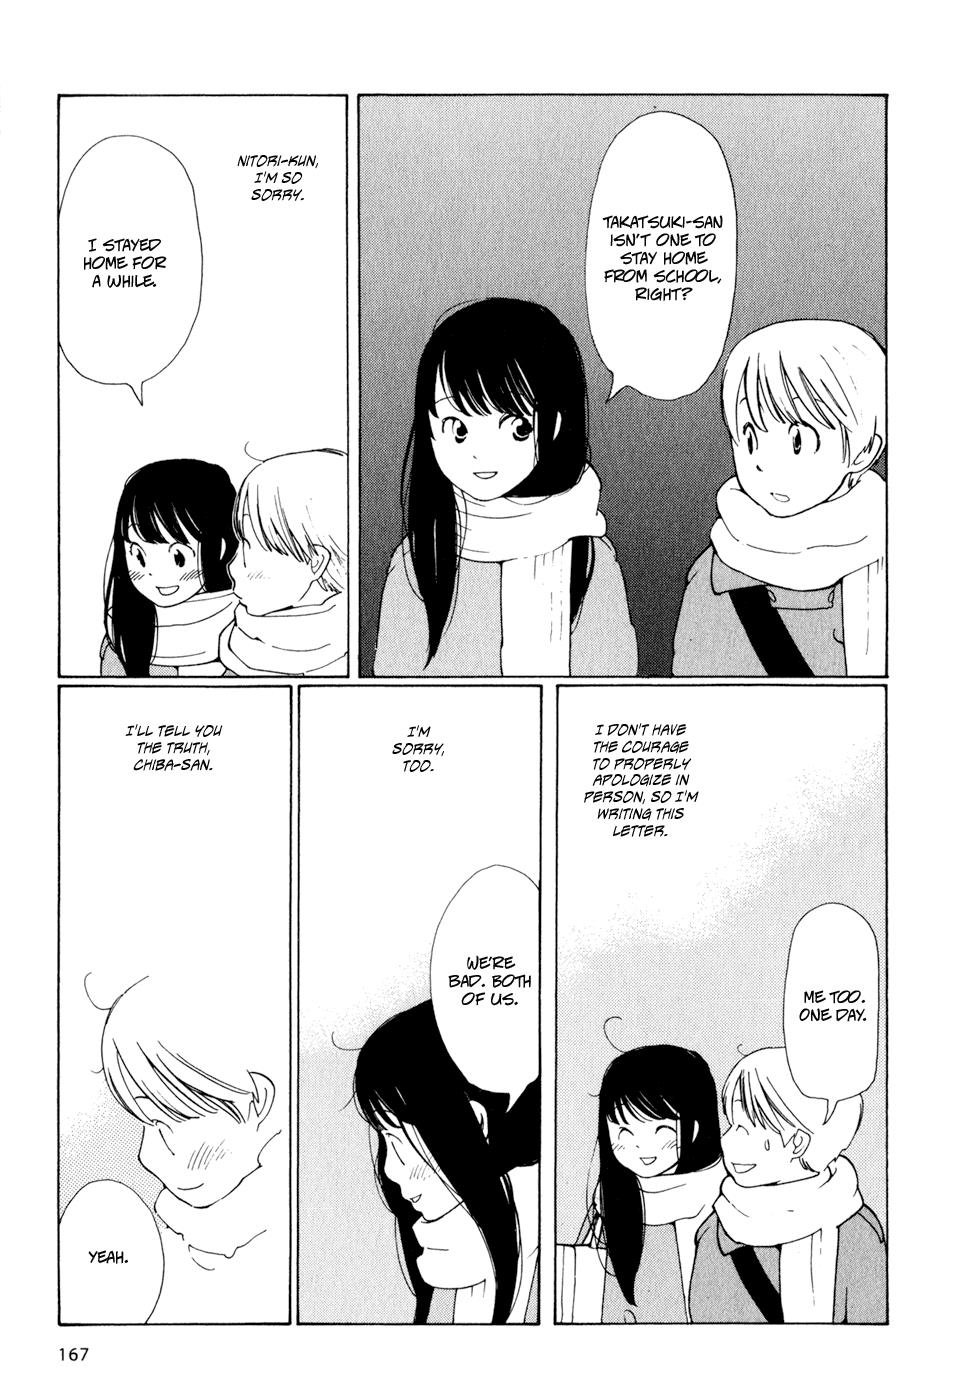 TAKATSUKI-SAN
ISN'T ONE TO
STAY HOME
FROM SCHOOL,
RIGHT?
NITORI-KUN,
I'M SO
SORRY.
I STAYED
HOME FOR
A WHILE.
I DON'T HAVE
THE COURAGE
TO PROPERLY
APOLOGIZE IN
PERSON, SO I'M
WRITING THIS
LETTER.
ME TOO.
ONE DAY.
I'M
SORRY,
TOO.
WE'RE
BAD. BOTH
OF US.
I'LL TELL YOU
THE TRUTH,
CHIBA-SAN.
YEAH.
167